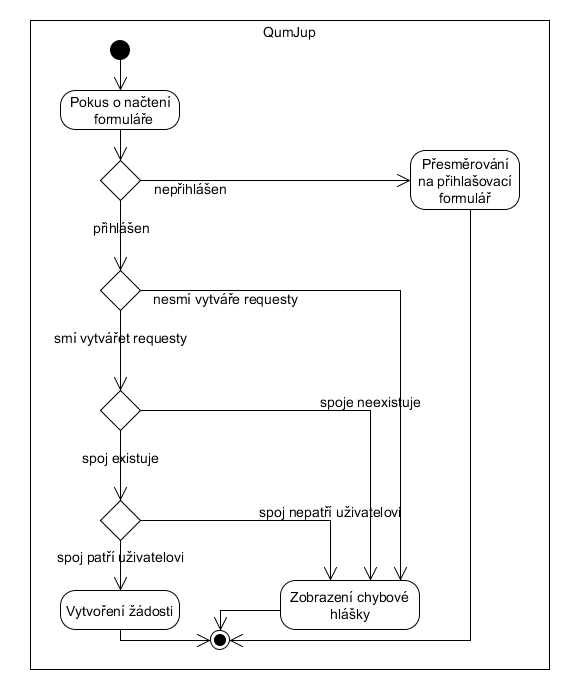 QumJup
Pokus o načtení
formuláře
Přesměrování
na přihlašovací
formulář
nepřihlášen
přihlášen
nesmí vytváře requesty
smí vytvářet requesty
spoje neexistuje
spoj existuje
spoj nepatří uživatelovi
spoj patří uživatelovi
Vytvoření žádosti
Zobrazení chybové
hlášky